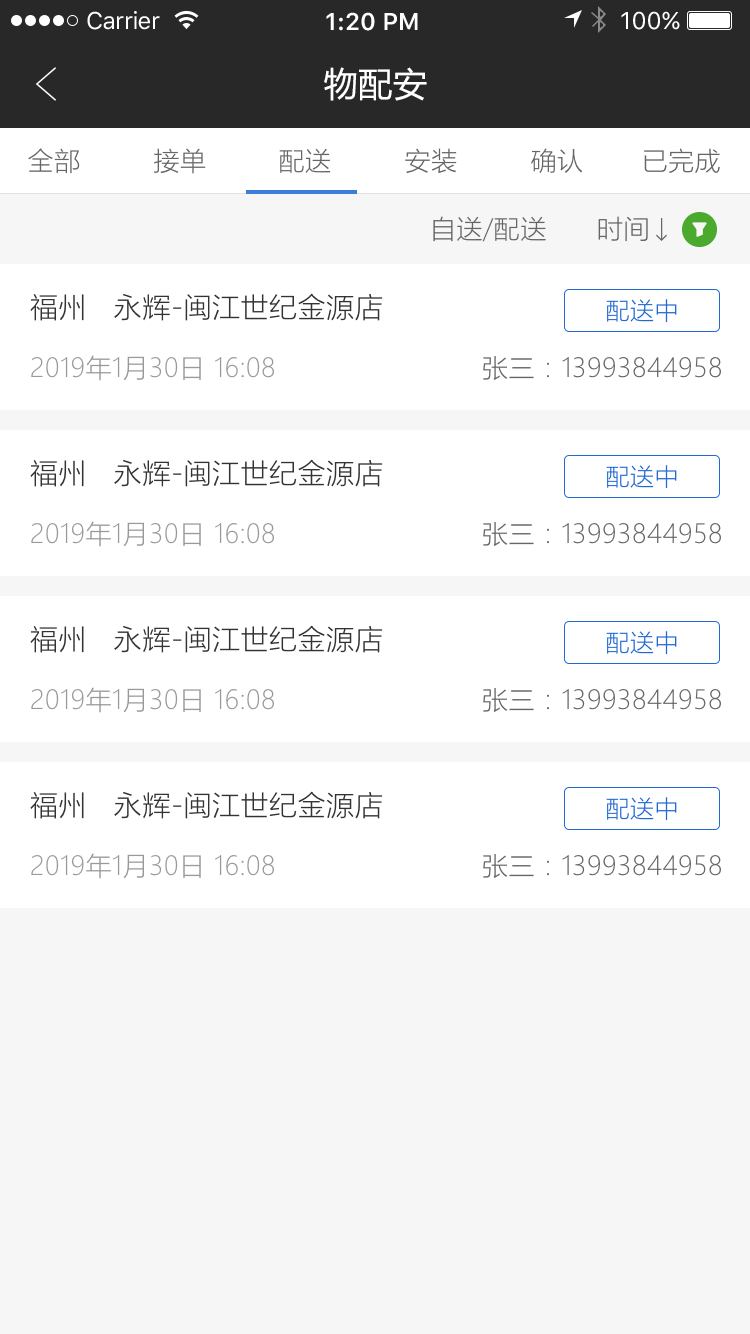 Carrier 1:20 PM 100%
物配安
全部 接单 配送 安装 确认 已完成
自送/配送 时间↓
福州 永辉-闽江世纪金源店 配送中
2019年1月30日 16:08 张三：13993844958
福州 永辉-闽江世纪金源店 配送中
2019年1月30日 16:08 张三：13993844958
福州 永辉-闽江世纪金源店 配送中
2019年1月30日 16:08 张三：13993844958
福州 永辉-闽江世纪金源店 配送中
2019年1月30日 16:08 张三：13993844958